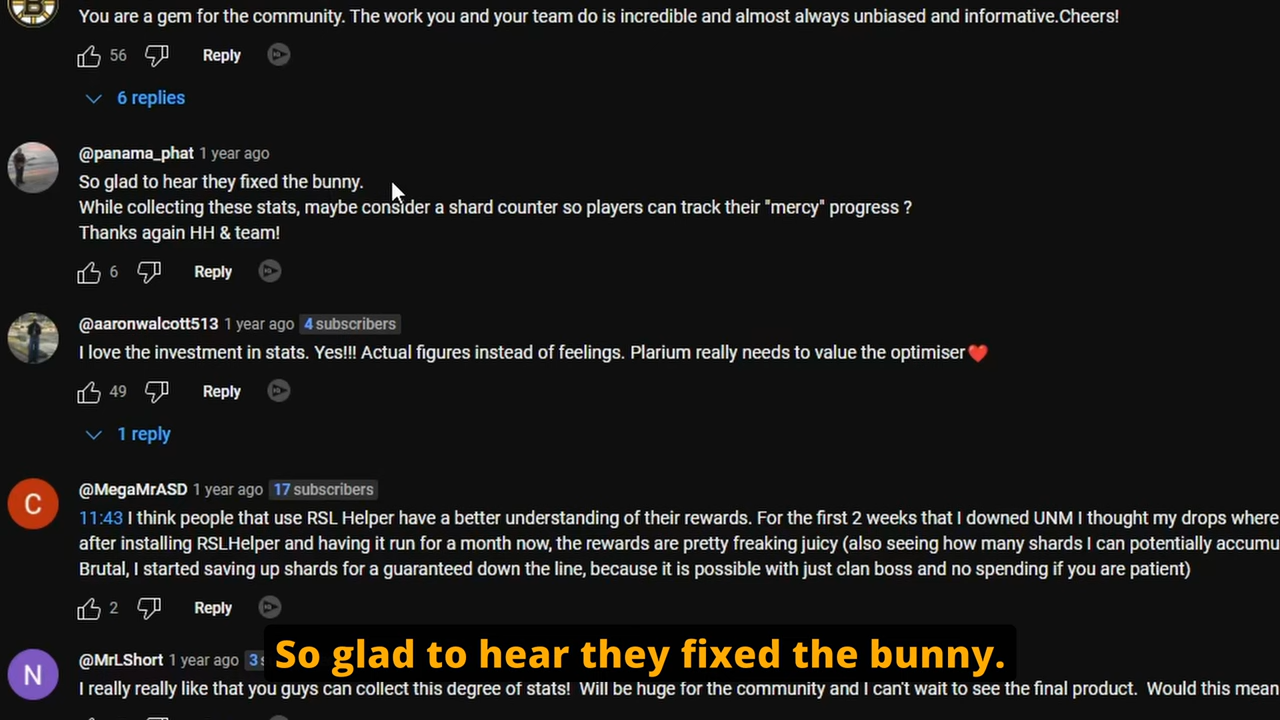 You are a gem for the community. The work you and your team do is incredible and almost always unbiased and informative.Cheers!
56 Reply
6 replies
@panama_phat 1 year ago
So glad to hear they fixed the bunny.
While collecting these stats, maybe consider a shard counter so players can track their "mercy" progress ?
Thanks again HH & team!
6 Reply
@aaronwalcott513 1 year ago 4 subscribers
I love the investment in stats. Yes!!! Actual figures instead of feelings. Plarium really needs to value the optimiser❤️
49 Reply
1 reply
C
@MegaMrASD 1 year ago 17 subscribers
11:43 I think people that use RSL Helper have a better understanding of their rewards. For the first 2 weeks that I downed UNM I thought my drops where
after installing RSLHelper and having it run for a month now, the rewards are pretty freaking juicy (also seeing how many shards I can potentially accumu
Brutal, I started saving up shards for a guaranteed down the line, because it is possible with just clan boss and no spending if you are patient)
2 Reply
So glad to hear they fixed the bunny.
N
@MrLShort 1 year ago 3
I really really like that you guys can collect this degree of stats! Will be huge for the community and I can't wait to see the final product. Would this mean